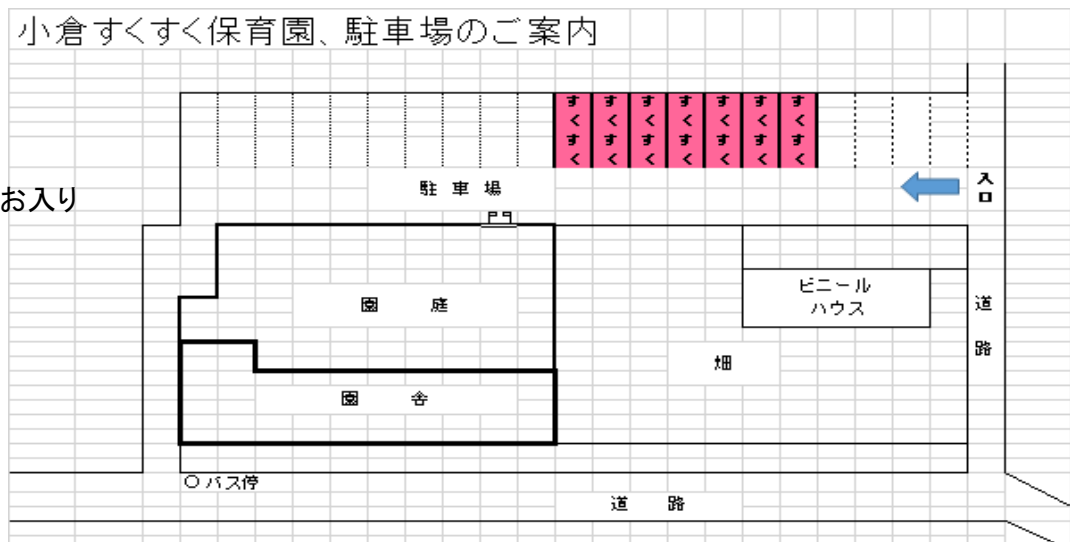 小倉すくすく保育園、駐車場のご案内
すくすく
すくすく
すくすく
すくすく
すくすく
すくすく
すくすく
入口
お入り
駐車場
門
園庭
ビニール
ハウス
道路
畑
園舎
○バス停
道路